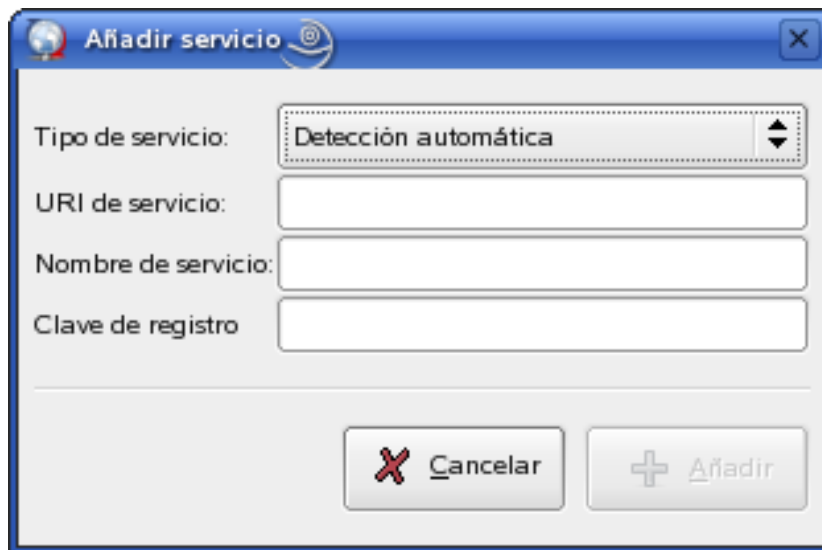 Añadir servicio
Tipo de servicio: Detección automática
URI de servicio:
Nombre de servicio:
Clave de registro
Cancelar Añadir